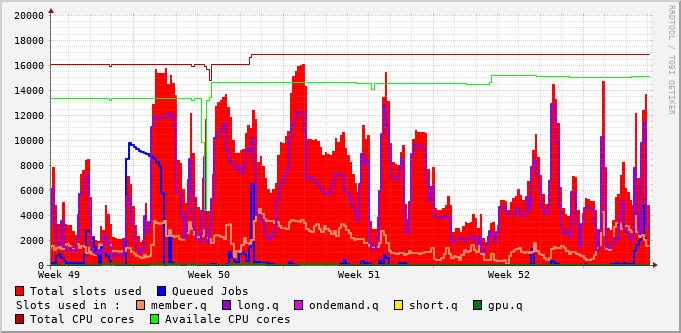 20000
18000
16000
14000
12000
10000
8000
6000
4000
2000
0
Week 49 Week 50 Week 51 Week 52
RRDTOOL / TOBI OETIKER
Total slots used Queued Jobs
Slots used in : member.q long.q ondemand.q short.q gpu.q
Total CPU cores Availale CPU cores